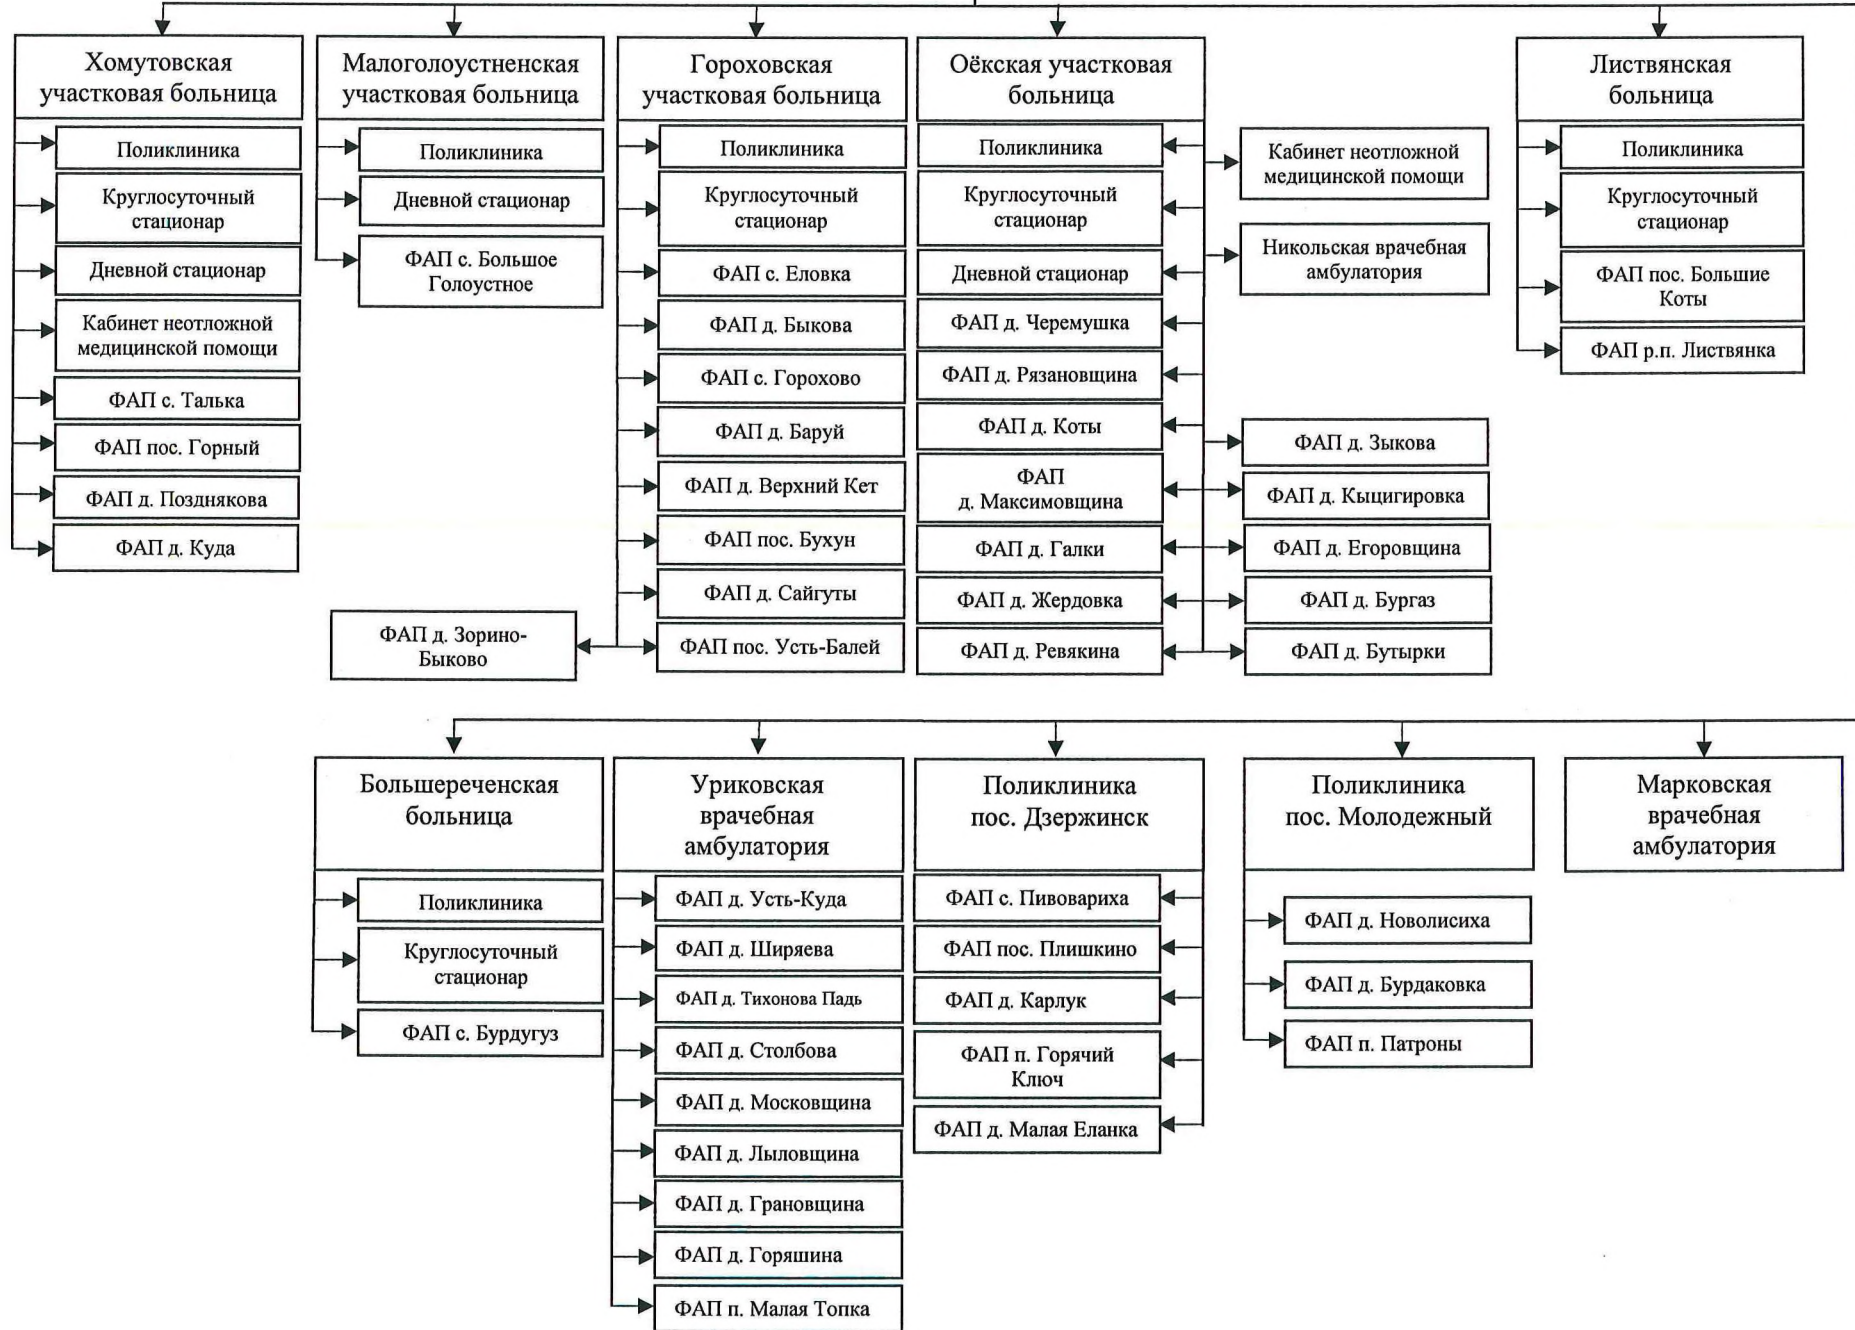 Хомутовская
участковая больница
Поликлиника
Круглосуточный
стационар
Дневной стационар
Кабинет неотложной
медицинской помощи
ФАП с. Талька
ФАП пос. Горный
ФАП д. Позднякова
ФАП д. Куда
Малоголоустненская
участковая больница
Поликлиника
Дневной стационар
ФАП с. Большое
Голоустное
Гороховская
участковая больница
Поликлиника
Круглосуточный
стационар
ФАП с. Еловка
ФАП д. Быкова
ФАП с. Горохово
ФАП д. Баруй
ФАП д. Верхний Кет
ФАП пос. Бухун
ФАП д. Сайгуты
ФАП пос. Усть-Балей
ФАП д. Зорино-
Быково
Оёкская участковая
больница
Поликлиника
Круглосуточный
стационар
Дневной стационар
ФАП д. Черемушка
ФАП д. Рязановщина
ФАП д. Коты
ФАП
д. Максимовщина
ФАП д. Галки
ФАП д. Жердовка
ФАП д. Ревякина
Кабинет неотложной
медицинской помощи
Никольская врачебная
амбулатория
ФАП д. Зыкова
ФАП д. Кыцигировка
ФАП д. Егоровщина
ФАП д. Бургаз
ФАП д. Бутырки
Листвянская
больница
Поликлиника
Круглосуточный
стационар
ФАП пос. Большие
Коты
ФАП р.п. Листвянка
Большереченская
больница
Поликлиника
Круглосуточный
стационар
ФАП с. Бурдугуз
Уриковская
врачебная
амбулатория
ФАП д. Усть-Куда
ФАП д. Ширяева
ФАП д. Тихонова Падь
ФАП д. Столбова
ФАП д. Московщина
ФАП д. Лыловщина
ФАП д. Грановщина
ФАП д. Горяшина
ФАП п. Малая Топка
Поликлиника
пос. Дзержинск
ФАП с. Пивовариха
ФАП пос. Плишкино
ФАП д. Карлук
ФАП п. Горячий
Ключ
ФАП д. Малая Еланка
Поликлиника
пос. Молодежный
ФАП д. Новолисиха
ФАП д. Бурдаковка
ФАП п. Патроны
Марковская
врачебная
амбулатория